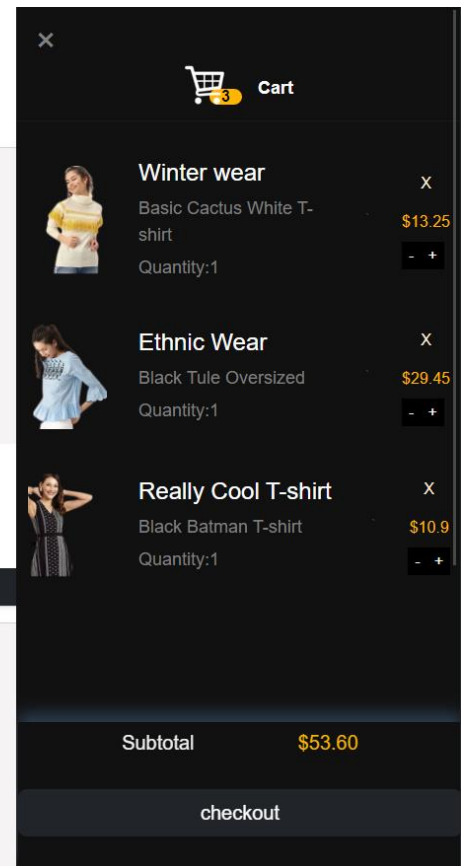 ×
3 Cart
Winter wear
X
Basic Cactus White T-
shirt
$13.25
Quantity:1
- +
Ethnic Wear
X
Black Tule Oversized
$29.45
Quantity:1
- +
Really Cool T-shirt
X
Black Batman T-shirt
$10.9
Quantity:1
- +
Subtotal $53.60
checkout